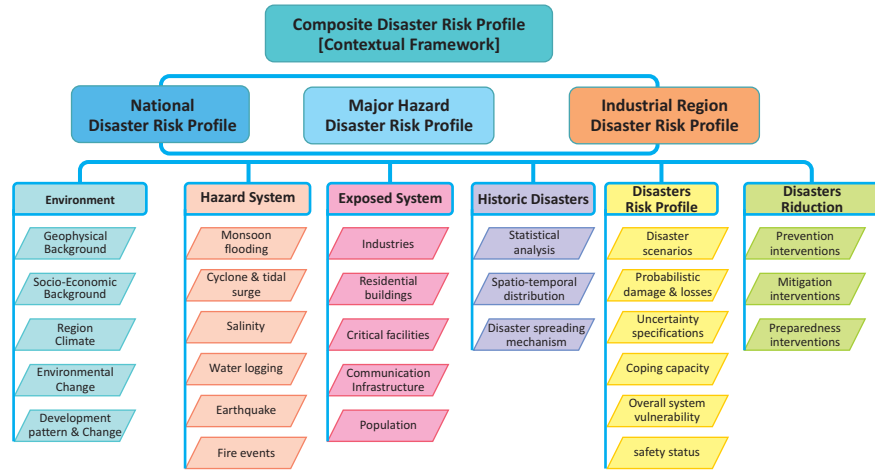 Composite Disaster Risk Profile
[Contextual Framework]
National
Disaster Risk Profile
Major Hazard
Disaster Risk Profile
Industrial Region
Disaster Risk Profile
Environment
Geophysical
Background
Socio-Economic
Background
Region
Climate
Environmental
Change
Development
pattern & Change
Hazard System
Monsoon
flooding
Cyclone & tidal
surge
Salinity
Water logging
Earthquake
Fire events
Exposed System
Industries
Residential
buildings
Critical facilities
Communication
Infrastructure
Population
Historic Disasters
Statistical
analysis
Spatio-temporal
distribution
Disaster spreading
mechanism
Disasters
Risk Profile
Disaster
scenarios
Probabilistic
damage & losses
Uncertainty
specifications
Coping capacity
Overall system
vulnerability
safety status
Disasters
Riduction
Prevention
interventions
Mitigation
interventions
Preparedness
interventions